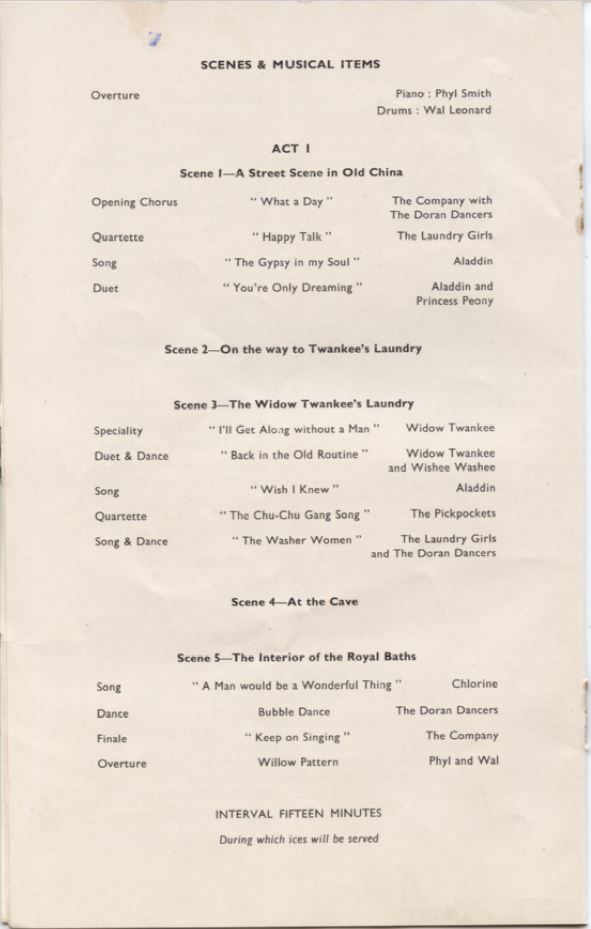 SCENES & MUSICAL ITEMS
Overture Piano : Phyl Smith
Drums : Wal Leonard
ACT I
Scene 1—A Street Scene in Old China
Opening Chorus " What a Day " The Company with
The Doran Dancers
Quartette " Happy Talk " The Laundry Girls
Song " The Gypsy in my Soul " Aladdin
Duet " You're Only Dreaming " Aladdin and
Princess Peony
Scene 2—On the way to Twankee's Laundry
Scene 3—The Widow Twankee's Laundry
Speciality " I'll Get Along without a Man " Widow Twankee
Duet & Dance " Back in the Old Routine " Widow Twankee
and Wishee Washee
Song " Wish I Knew " Aladdin
Quartette " The Chu-Chu Gang Song " The Pickpockets
Song & Dance " The Washer Women " The Laundry Girls
and The Doran Dancers
Scene 4—At the Cave
Scene 5—The Interior of the Royal Baths
Song " A Man would be a Wonderful Thing " Chlorine
Dance Bubble Dance The Doran Dancers
Finale " Keep on Singing " The Company
Overture Willow Pattern Phyl and Wal
INTERVAL FIFTEEN MINUTES
During which ices will be served